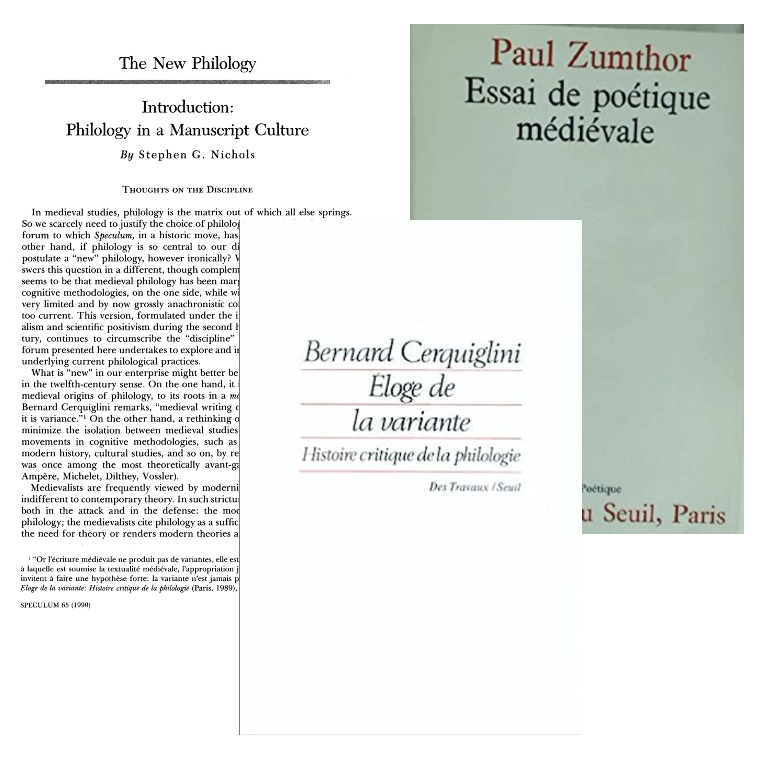 The New Philology
Introduction:
Philology in a Manuscript Culture
By Stephen G. Nichols
THOUGHTS ON THE DISCIPLINE
In medieval studies, philology is the matrix out of which all else springs.
So we scarcely need to justify the choice of
forum to which Speculum, in a historic move, has
other hand, if philology is so central to our
postulate a "new" philology, however ironically?
swers this question in a different, though
seems to be that medieval philology has been
cognitive methodologies, on the one side, while
very limited and by now grossly anachronistic
too current. This version, formulated under the
alism and scientific positivism during the second
tury, continues to circumscribe the "discipline"
forum presented here undertakes to explore and
underlying current philological practices.
What is "new" in our enterprise might better be
in the twelfth-century sense. On the one hand, it
medieval origins of philology, to its roots in a
Bernard Cerquiglini remarks, "medieval writing
it is variance."¹ On the other hand, a rethinking
minimize the isolation between medieval studies
movements in cognitive methodologies, such as
modern history, cultural studies, and so on, by
was once among the most theoretically
Ampère, Michelet, Dilthey, Vossler).
Medievalists are frequently viewed by
indifferent to contemporary theory. In such
both in the attack and in the defense: the
philology; the medievalists cite philology as a
the need for theory or renders modern theories
¹ "Or l'écriture médiévale ne produit pas de variantes, elle est
à laquelle est soumise la textualité médiévale, l'appropriation
invitent à faire une hypothèse forte: la variante n'est jamais
Eloge de la variante: Histoire critique de la philologie (Paris, 1989),
SPECULUM 65 (1990)
Paul Zumthor
Essai de poétique
médiévale
Poétique
Seuil, Paris
Bernard Cerquiglini
Éloge de
la variante
Histoire critique de la philologie
Des Travaux / Seuil